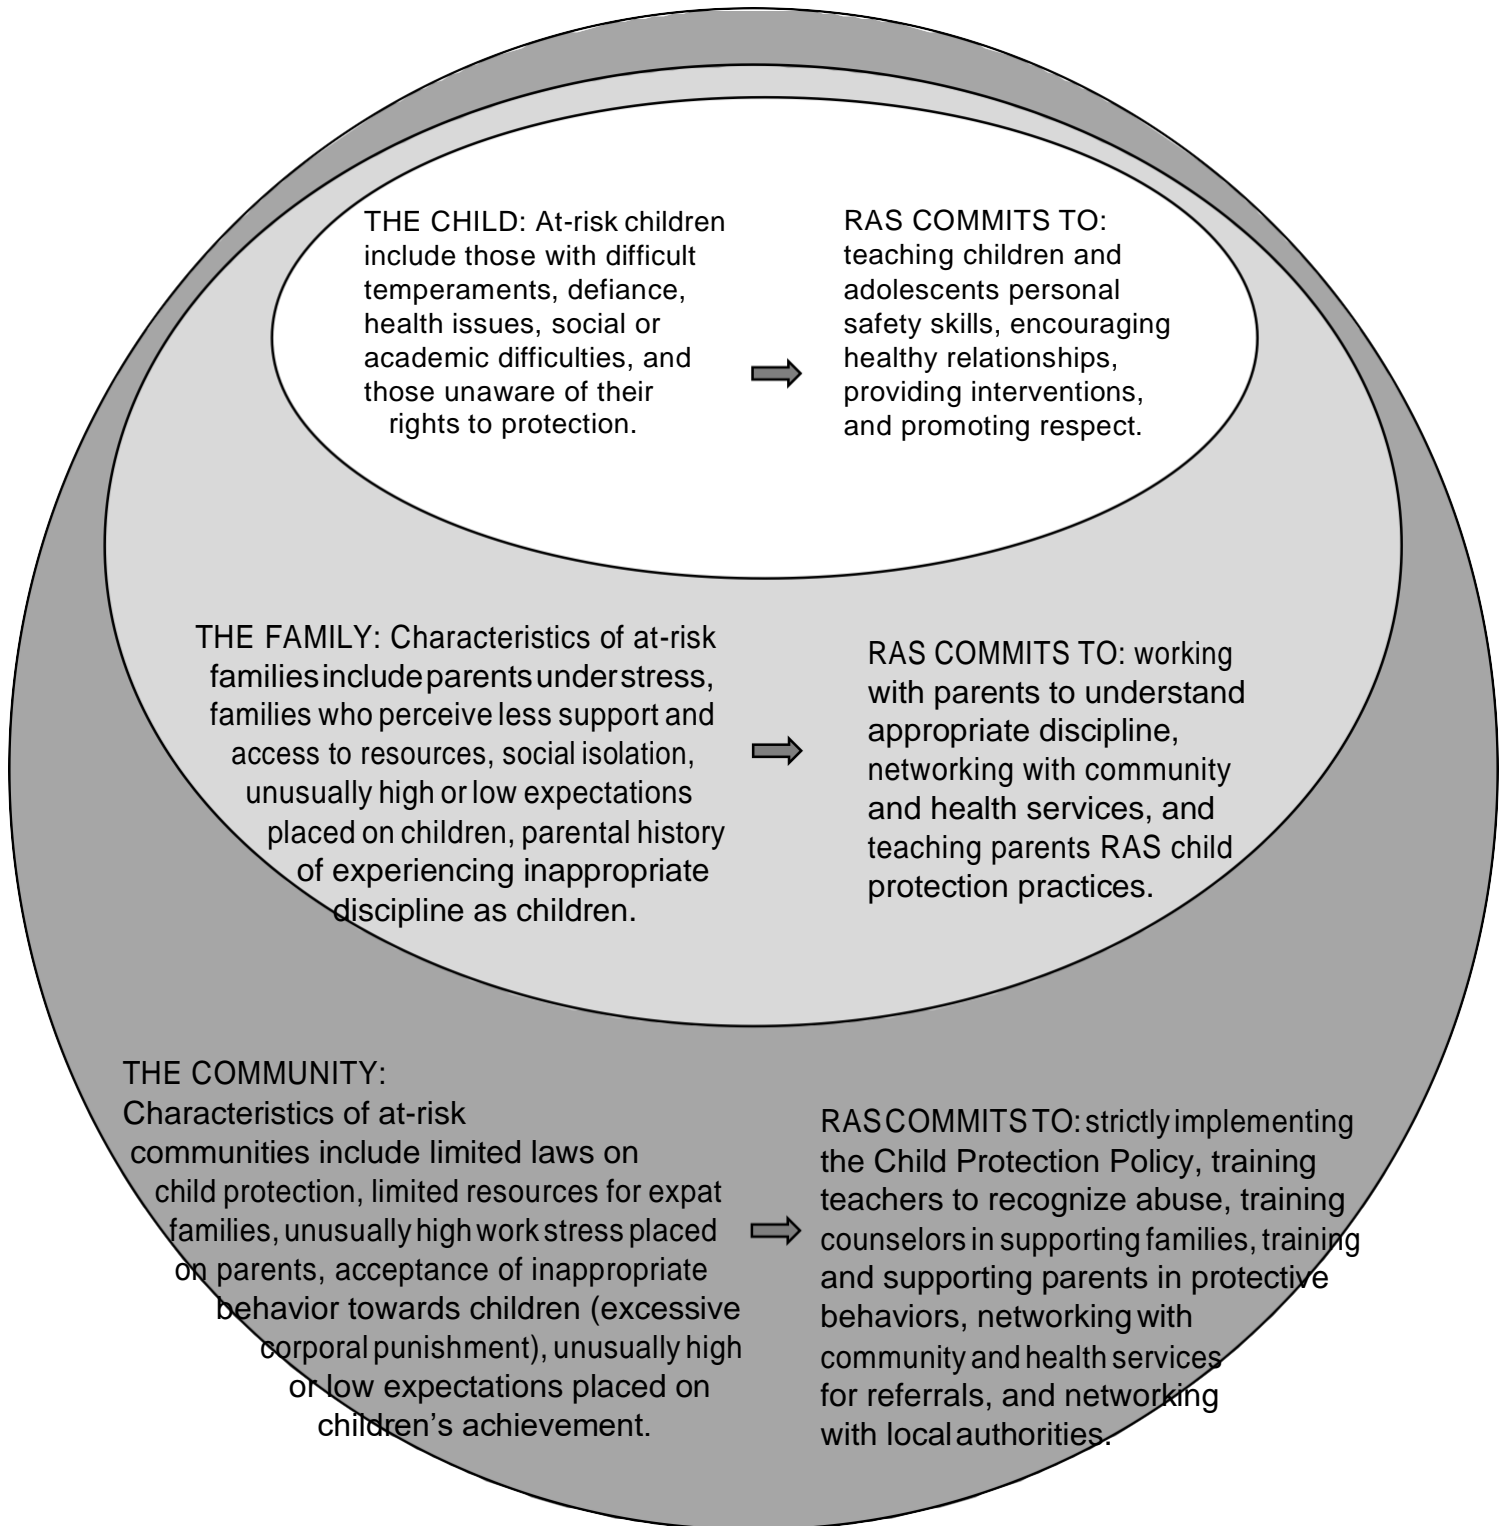 THE CHILD: At-risk children
include those with difficult
temperaments, defiance,
health issues, social or
academic difficulties, and
those unaware of their
rights to protection.
RAS COMMITS TO:
teaching children and
adolescents personal
safety skills, encouraging
healthy relationships,
providing interventions,
and promoting respect.
THE FAMILY: Characteristics of at-risk
families include parents under stress,
families who perceive less support and
access to resources, social isolation,
unusually high or low expectations
placed on children, parental history
of experiencing inappropriate
discipline as children.
RAS COMMITS TO: working
with parents to understand
appropriate discipline,
networking with community
and health services, and
teaching parents RAS child
protection practices.
THE COMMUNITY:
Characteristics of at-risk
communities include limited laws on
child protection, limited resources for expat
families, unusually high work stress placed
on parents, acceptance of inappropriate
behavior towards children (excessive
corporal punishment), unusually high
or low expectations placed on
children’s achievement.
RAS COMMITS TO: strictly implementing
the Child Protection Policy, training
teachers to recognize abuse, training
counselors in supporting families, training
and supporting parents in protective
behaviors, networking with
community and health services
for referrals, and networking
with local authorities.